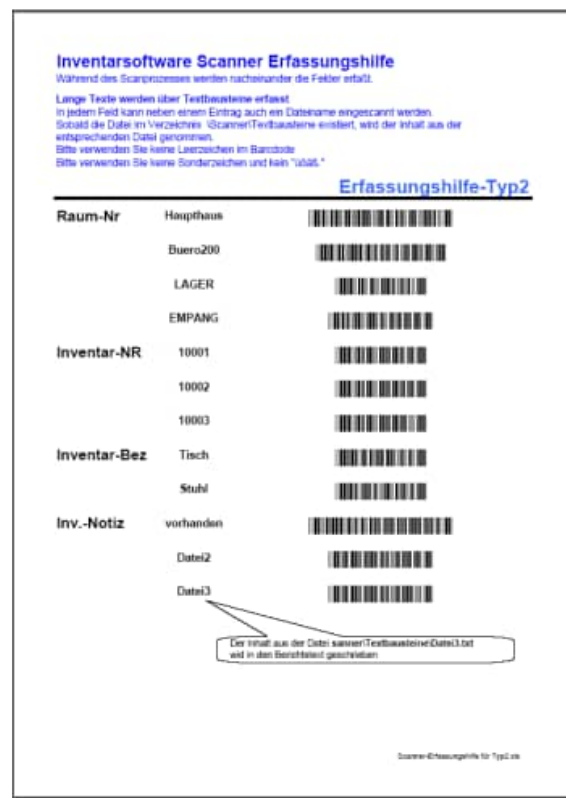 Inventarsoftware Scanner Erfassungshilfe
Während des Scanprozesses werden nacheinander die Felder erfaßt.
Lange Texte werden über Textbausteine erfasst
In jedem Feld kann neben einem Eintrag auch ein Dateiname eingescannt werden.
Sobald die Datei im Verzeichnis \Scanner\Textbausteine existiert, wird der Inhalt aus der
entsprechenden Datei genommen.
Bitte verwenden Sie keine Leerzeichen im Barcode
Bitte verwenden Sie keine Sonderzeichen und kein "üöäß."
Erfassungshilfe-Typ2
Raum-Nr Haupthaus
Buero200
LAGER
EMPANG
Inventar-NR 10001
10002
10003
Inventar-Bez Tisch
Stuhl
Inv.-Notiz vorhanden
Datei2
Datei3
Der Inhalt aus der Datei sanner\Textbausteine\Datei3.txt
wid in den Berichtstext geschrieben
Scanner-Erfassungshilfe für Typ2.xls